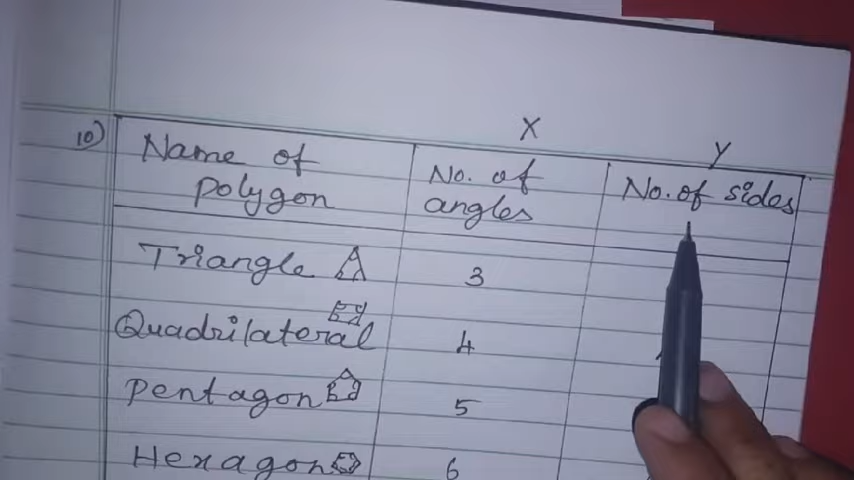 X
Y
10)
Name of
polygon
No. of
angles
No. of sides
Triangle
3
Quadrilateral
4
Pentagon
5
Hexagon
6